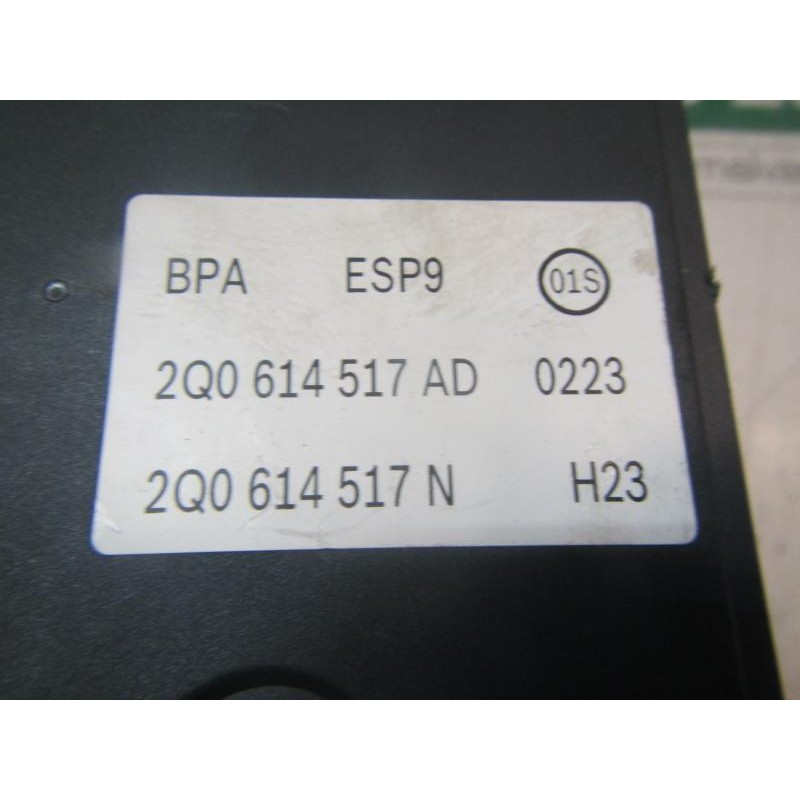 BPA ESP9 01S
2Q0 614 517 AD 0223
2Q0 614 517 N H23